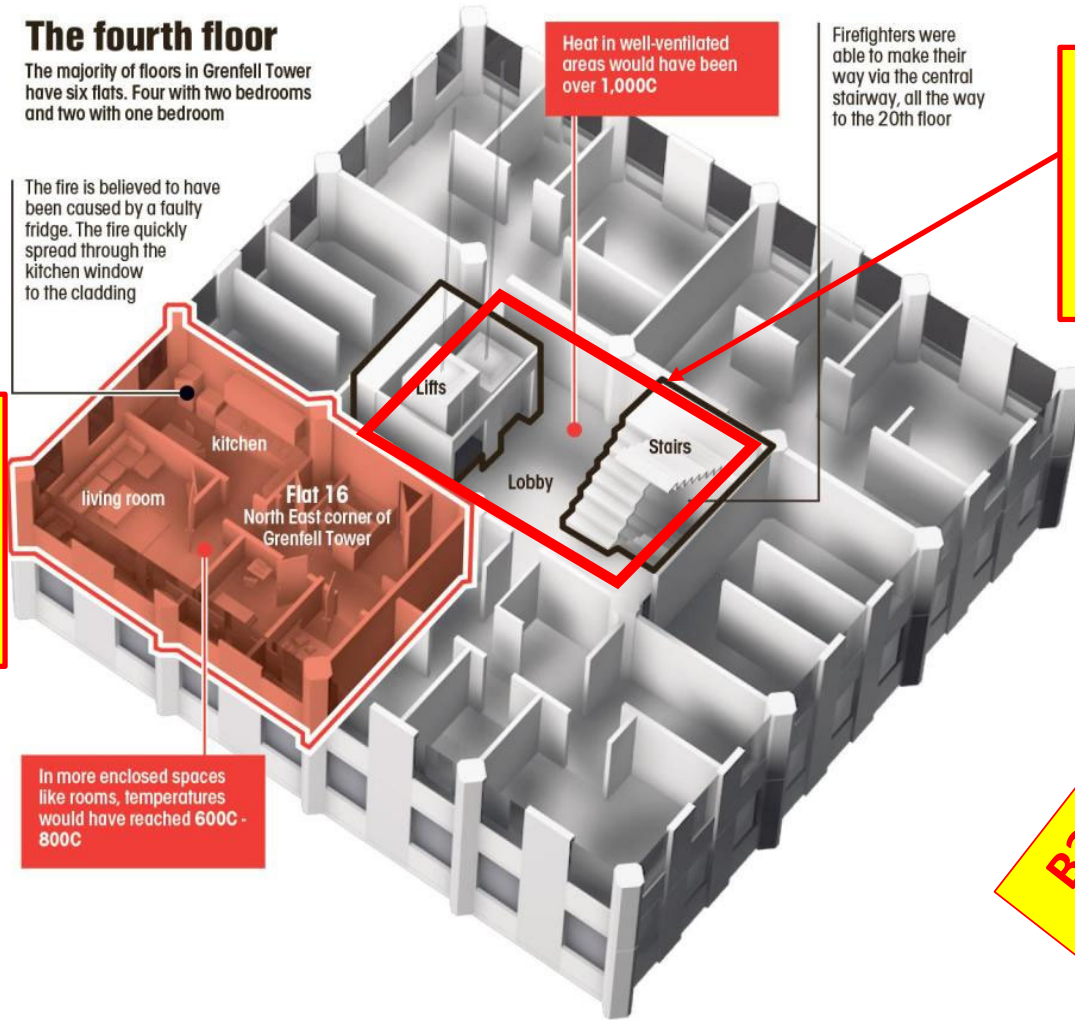 The fourth floor
The majority of floors in Grenfell Tower
have six flats. Four with two bedrooms
and two with one bedroom
Heat in well-ventilated
areas would have been
over 1,000C
Firefighters were
able to make their
way via the central
stairway, all the way
to the 20th floor
The fire is believed to have
been caused by a faulty
fridge. The fire quickly
spread through the
kitchen window
to the cladding
Lifts
Stairs
Lobby
kitchen
living room
Flat 16
North East corner of
Grenfell Tower
In more enclosed spaces
like rooms, temperatures
would have reached 600C -
800C